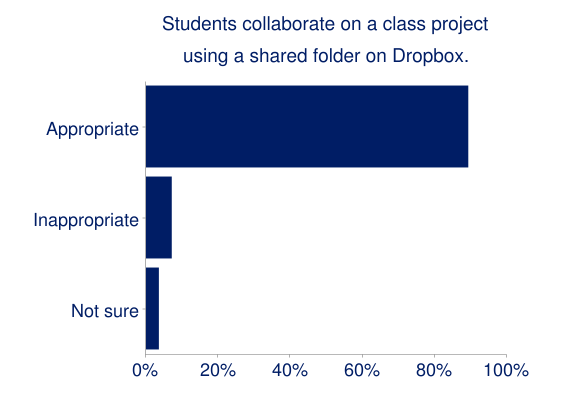 Students collaborate on a class project
using a shared folder on Dropbox.
Appropriate
Inappropriate
Not sure
0% 20% 40% 60% 80% 100%